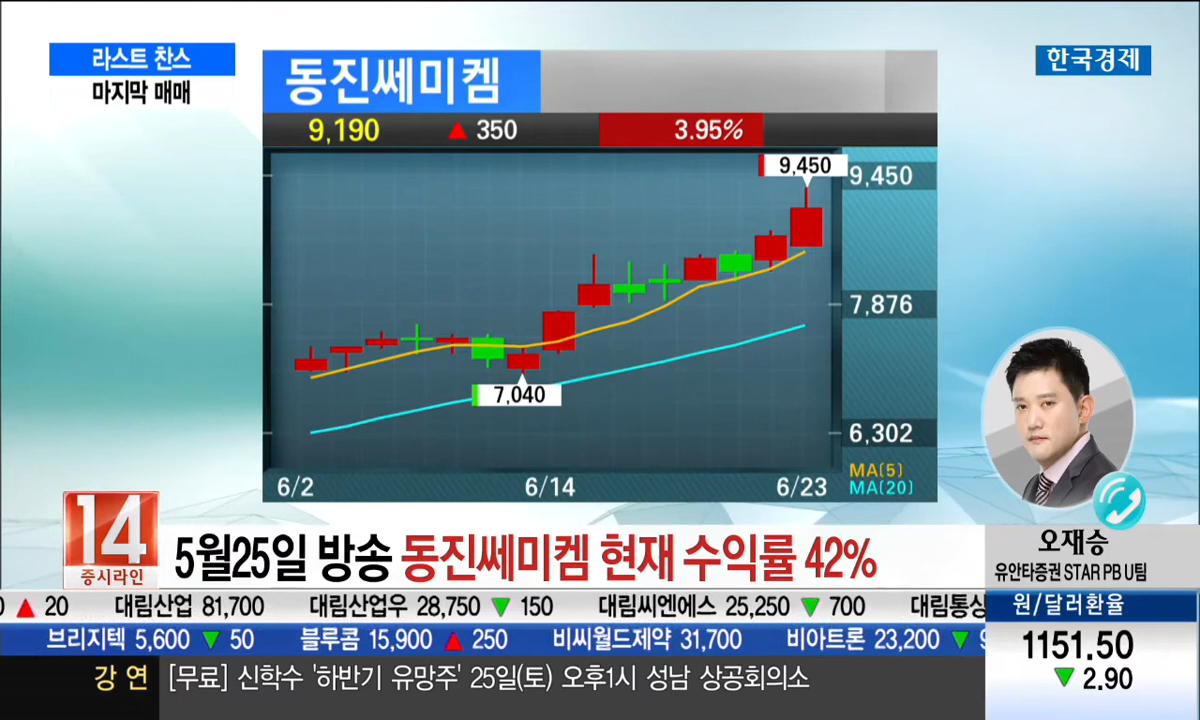 라스트 찬스
마지막 매매
한국경제
동진쎄미켐
9,190 ▲ 350 3.95%
9,450
9,450
7,876
7,040
6,302
MA(5)
MA(20)
6/2 6/14 6/23
14
증시라인
5월25일 방송 동진쎄미켐 현재 수익률 42%
오재승
유안타증권 STAR PB U팀
▲ 20 대림산업 81,700 대림산업우 28,750 ▼ 150 대림씨엔에스 25,250 ▼ 700 대림통상
브리지텍 5,600 ▼ 50 블루콤 15,900 ▲ 250 비씨월드제약 31,700 비아트론 23,200 ▼
원/달러환율
1151.50
▼ 2.90
강 연 [무료] 신학수 '하반기 유망주' 25일(토) 오후1시 성남 상공회의소